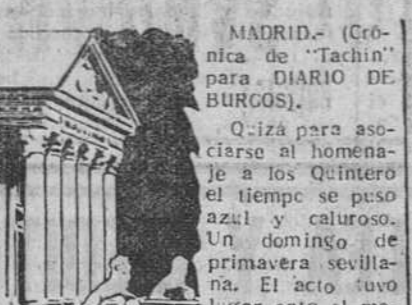 MADRID.- (Cró-
nica de "Tachin"
para DIARIO DE
BURGOS).
Quizá para aso-
ciarse al homena-
je a los Quintero
el tiempo se puso
azul y caluroso.
Un domingo de
primavera sevilla-
na. El acto tuvo